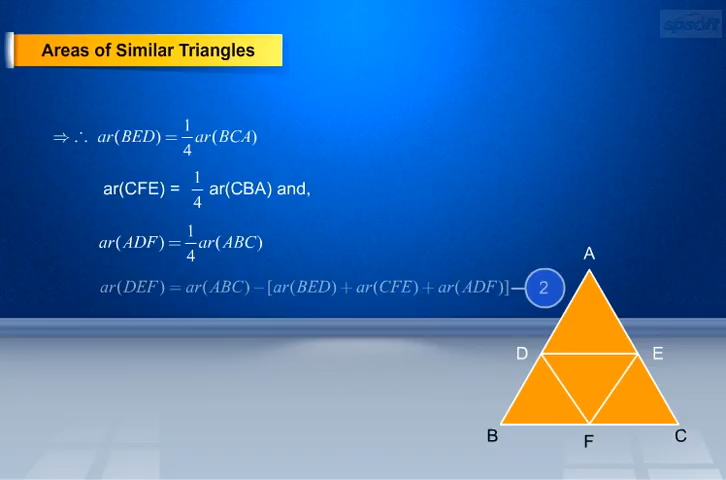 spsoft
Areas of Similar Triangles
⇒∴ ar(BED) = 1/4 ar(BCA)
ar(CFE) = 1/4 ar(CBA) and,
ar(ADF) = 1/4 ar(ABC)
ar(DEF) = ar(ABC) − [ar(BED) + ar(CFE) + ar(ADF)] — 2
A
D E
B F C